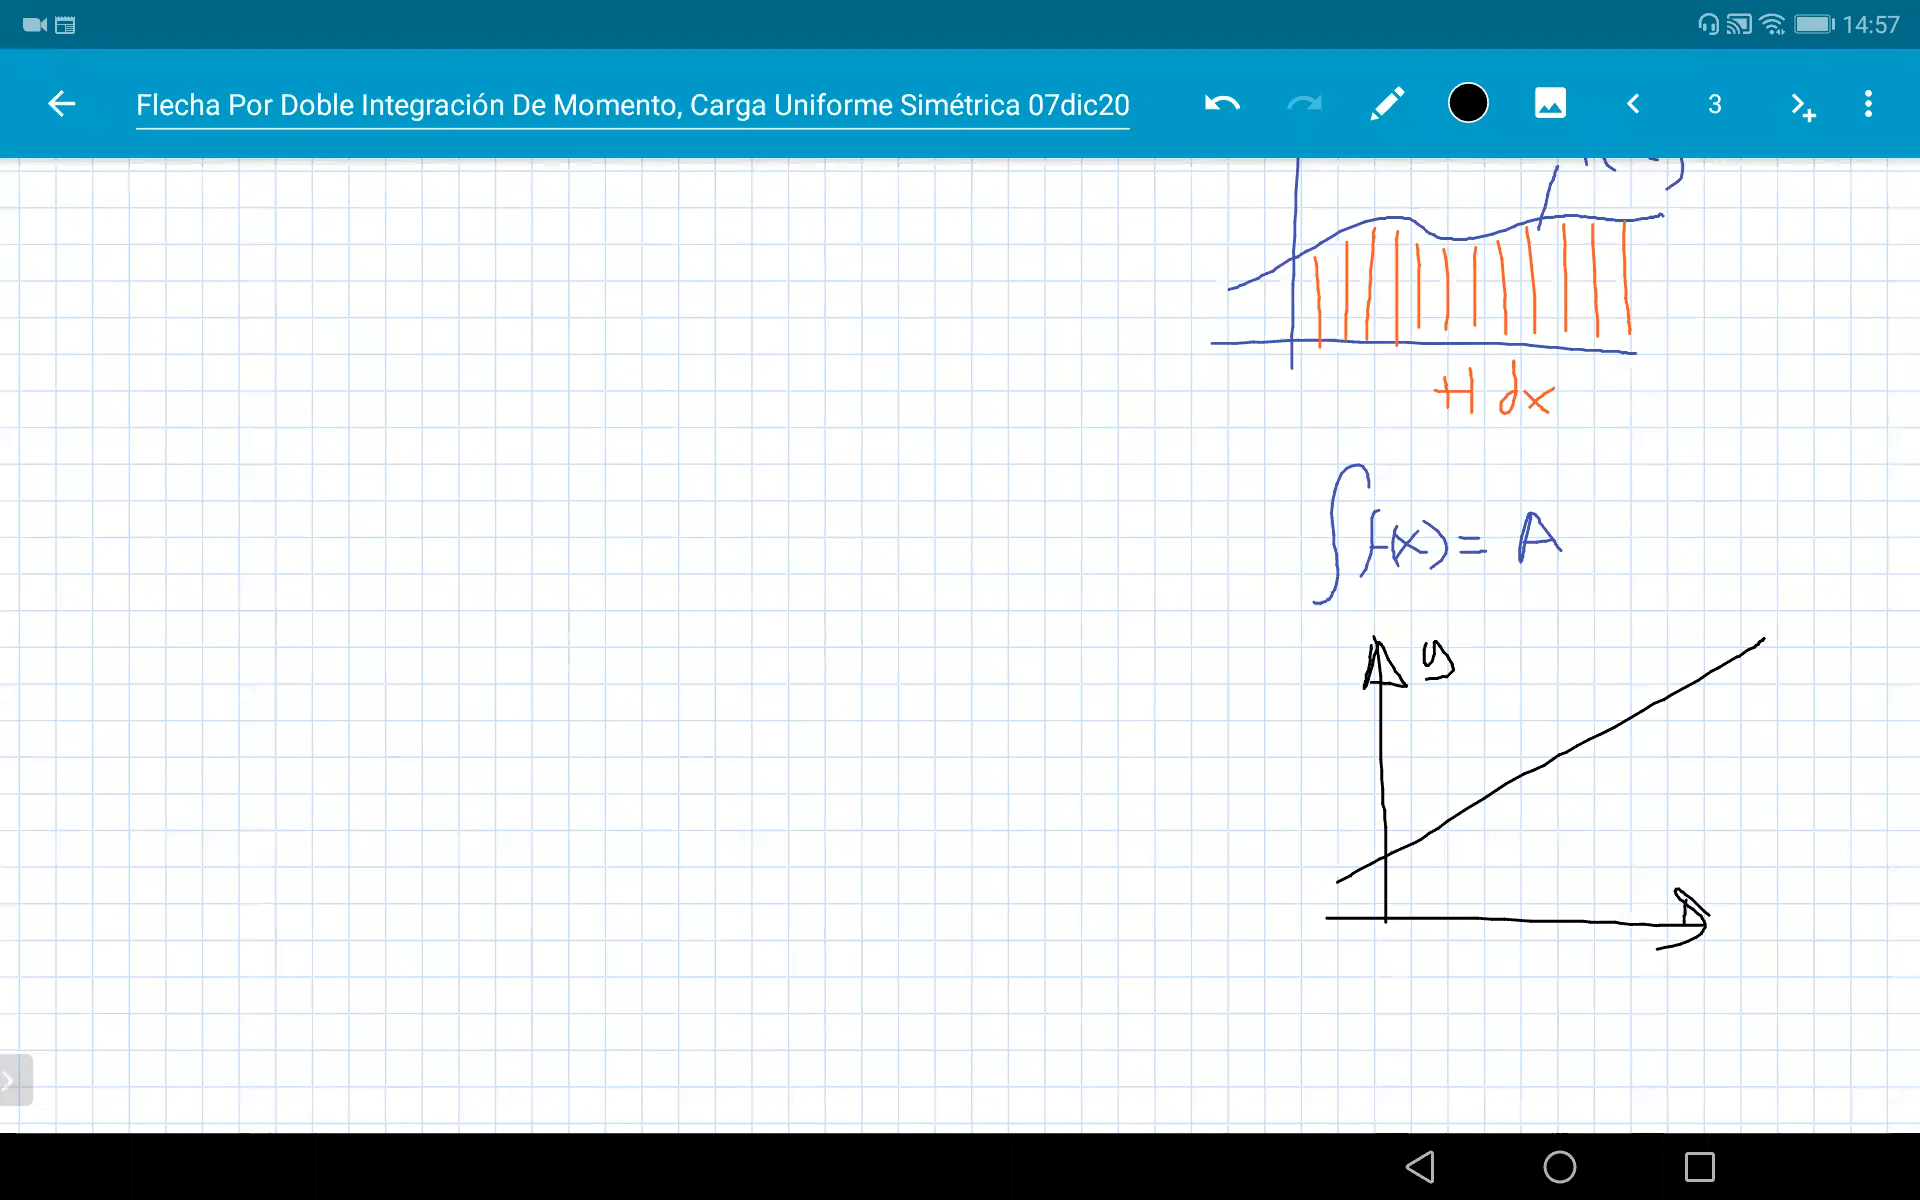 14:57
Flecha Por Doble Integración De Momento, Carga Uniforme Simétrica 07dic20
3
dx
∫f(x) = A
y